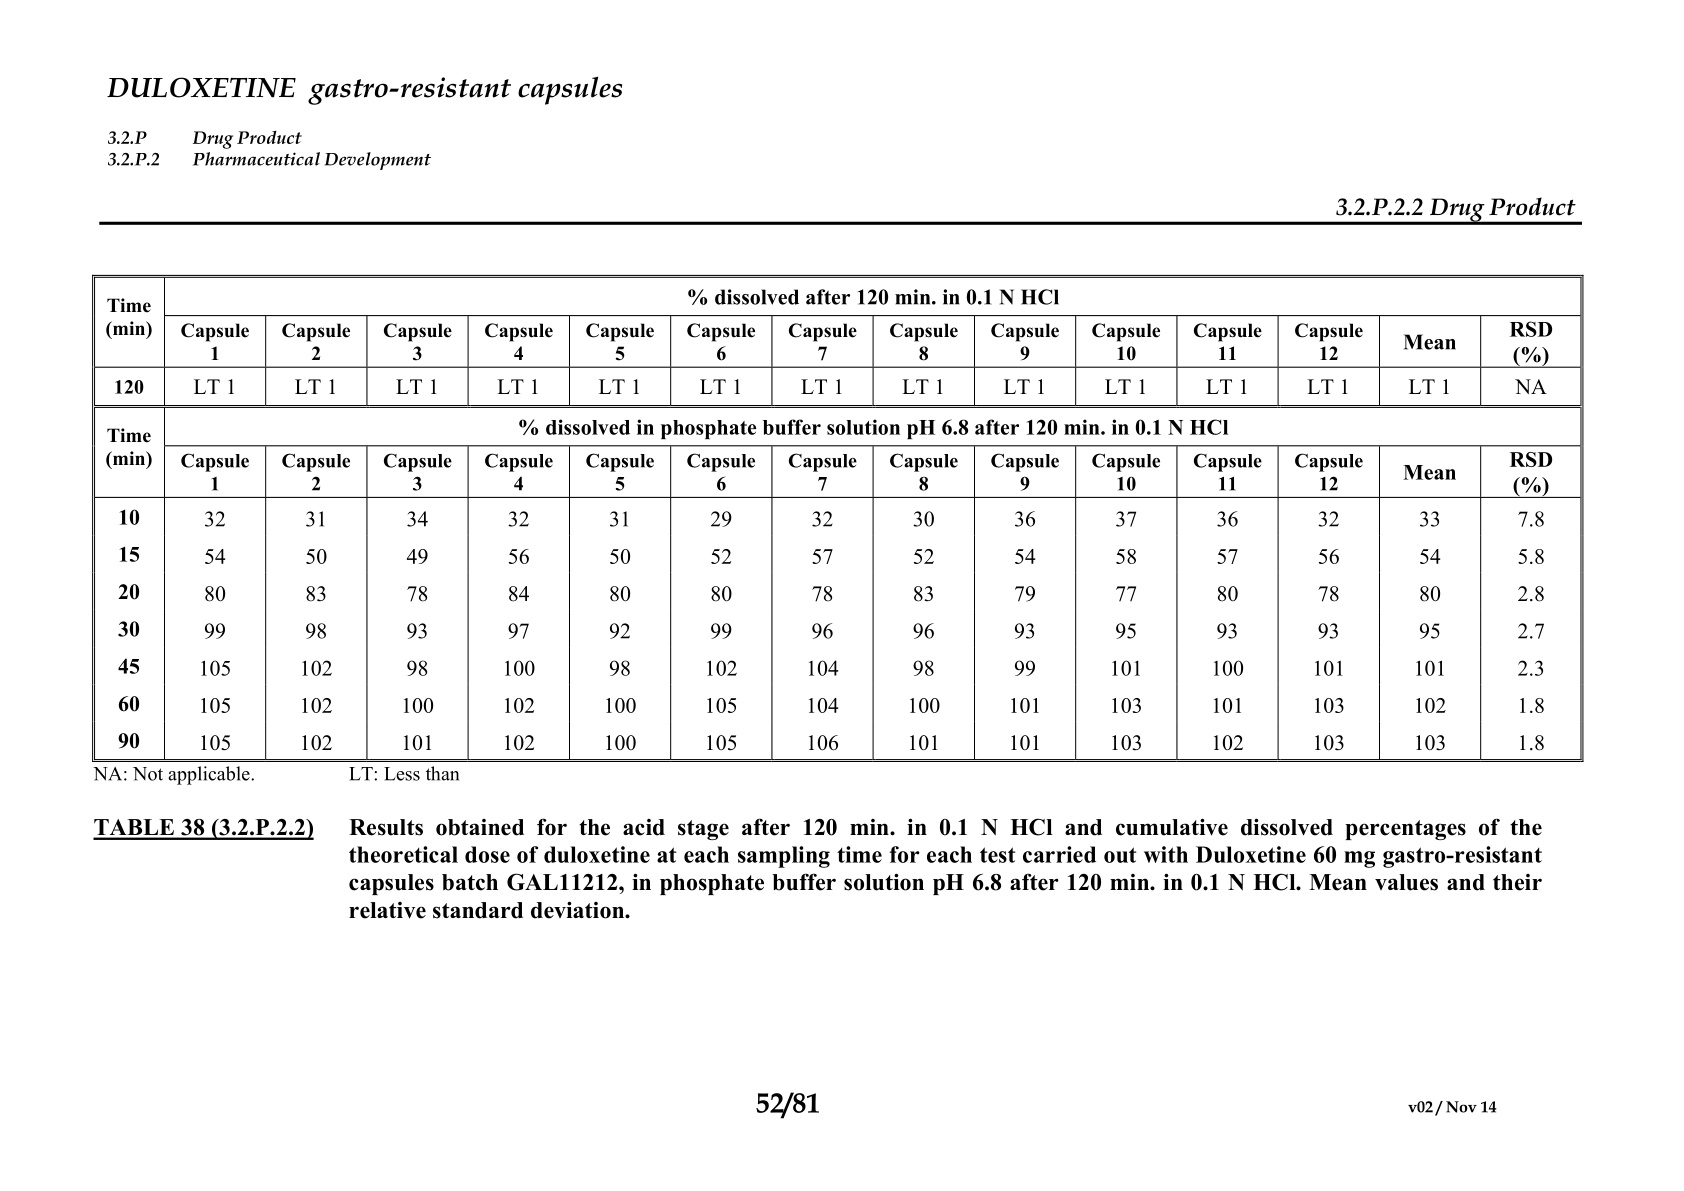 DULOXETINE gastro-resistant capsules
3.2.P Drug Product
3.2.P.2 Pharmaceutical Development
3.2.P.2.2 Drug Product
Time (min) % dissolved after 120 min. in 0.1 N HCl
Capsule 1 Capsule 2 Capsule 3 Capsule 4 Capsule 5 Capsule 6 Capsule 7 Capsule 8 Capsule 9 Capsule 10 Capsule 11 Capsule 12 Mean RSD (%)
120 LT 1 LT 1 LT 1 LT 1 LT 1 LT 1 LT 1 LT 1 LT 1 LT 1 LT 1 LT 1 LT 1 NA
Time (min) % dissolved in phosphate buffer solution pH 6.8 after 120 min. in 0.1 N HCl
Capsule 1 Capsule 2 Capsule 3 Capsule 4 Capsule 5 Capsule 6 Capsule 7 Capsule 8 Capsule 9 Capsule 10 Capsule 11 Capsule 12 Mean RSD (%)
10 32 31 34 32 31 29 32 30 36 37 36 32 33 7.8
15 54 50 49 56 50 52 57 52 54 58 57 56 54 5.8
20 80 83 78 84 80 80 78 83 79 77 80 78 80 2.8
30 99 98 93 97 92 99 96 96 93 95 93 93 95 2.7
45 105 102 98 100 98 102 104 98 99 101 100 101 101 2.3
60 105 102 100 102 100 105 104 100 101 103 101 103 102 1.8
90 105 102 101 102 100 105 106 101 101 103 102 103 103 1.8
NA: Not applicable. LT: Less than
TABLE 38 (3.2.P.2.2) Results obtained for the acid stage after 120 min. in 0.1 N HCl and cumulative dissolved percentages of the
theoretical dose of duloxetine at each sampling time for each test carried out with Duloxetine 60 mg gastro-resistant
capsules batch GAL11212, in phosphate buffer solution pH 6.8 after 120 min. in 0.1 N HCl. Mean values and their
relative standard deviation.
52/81
v02 / Nov 14